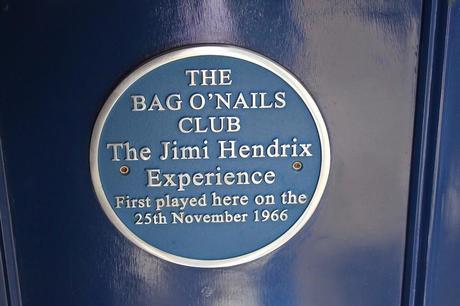 THE
BAG O'NAILS
CLUB
The Jimi Hendrix
Experience
First played here on the
25th November 1966